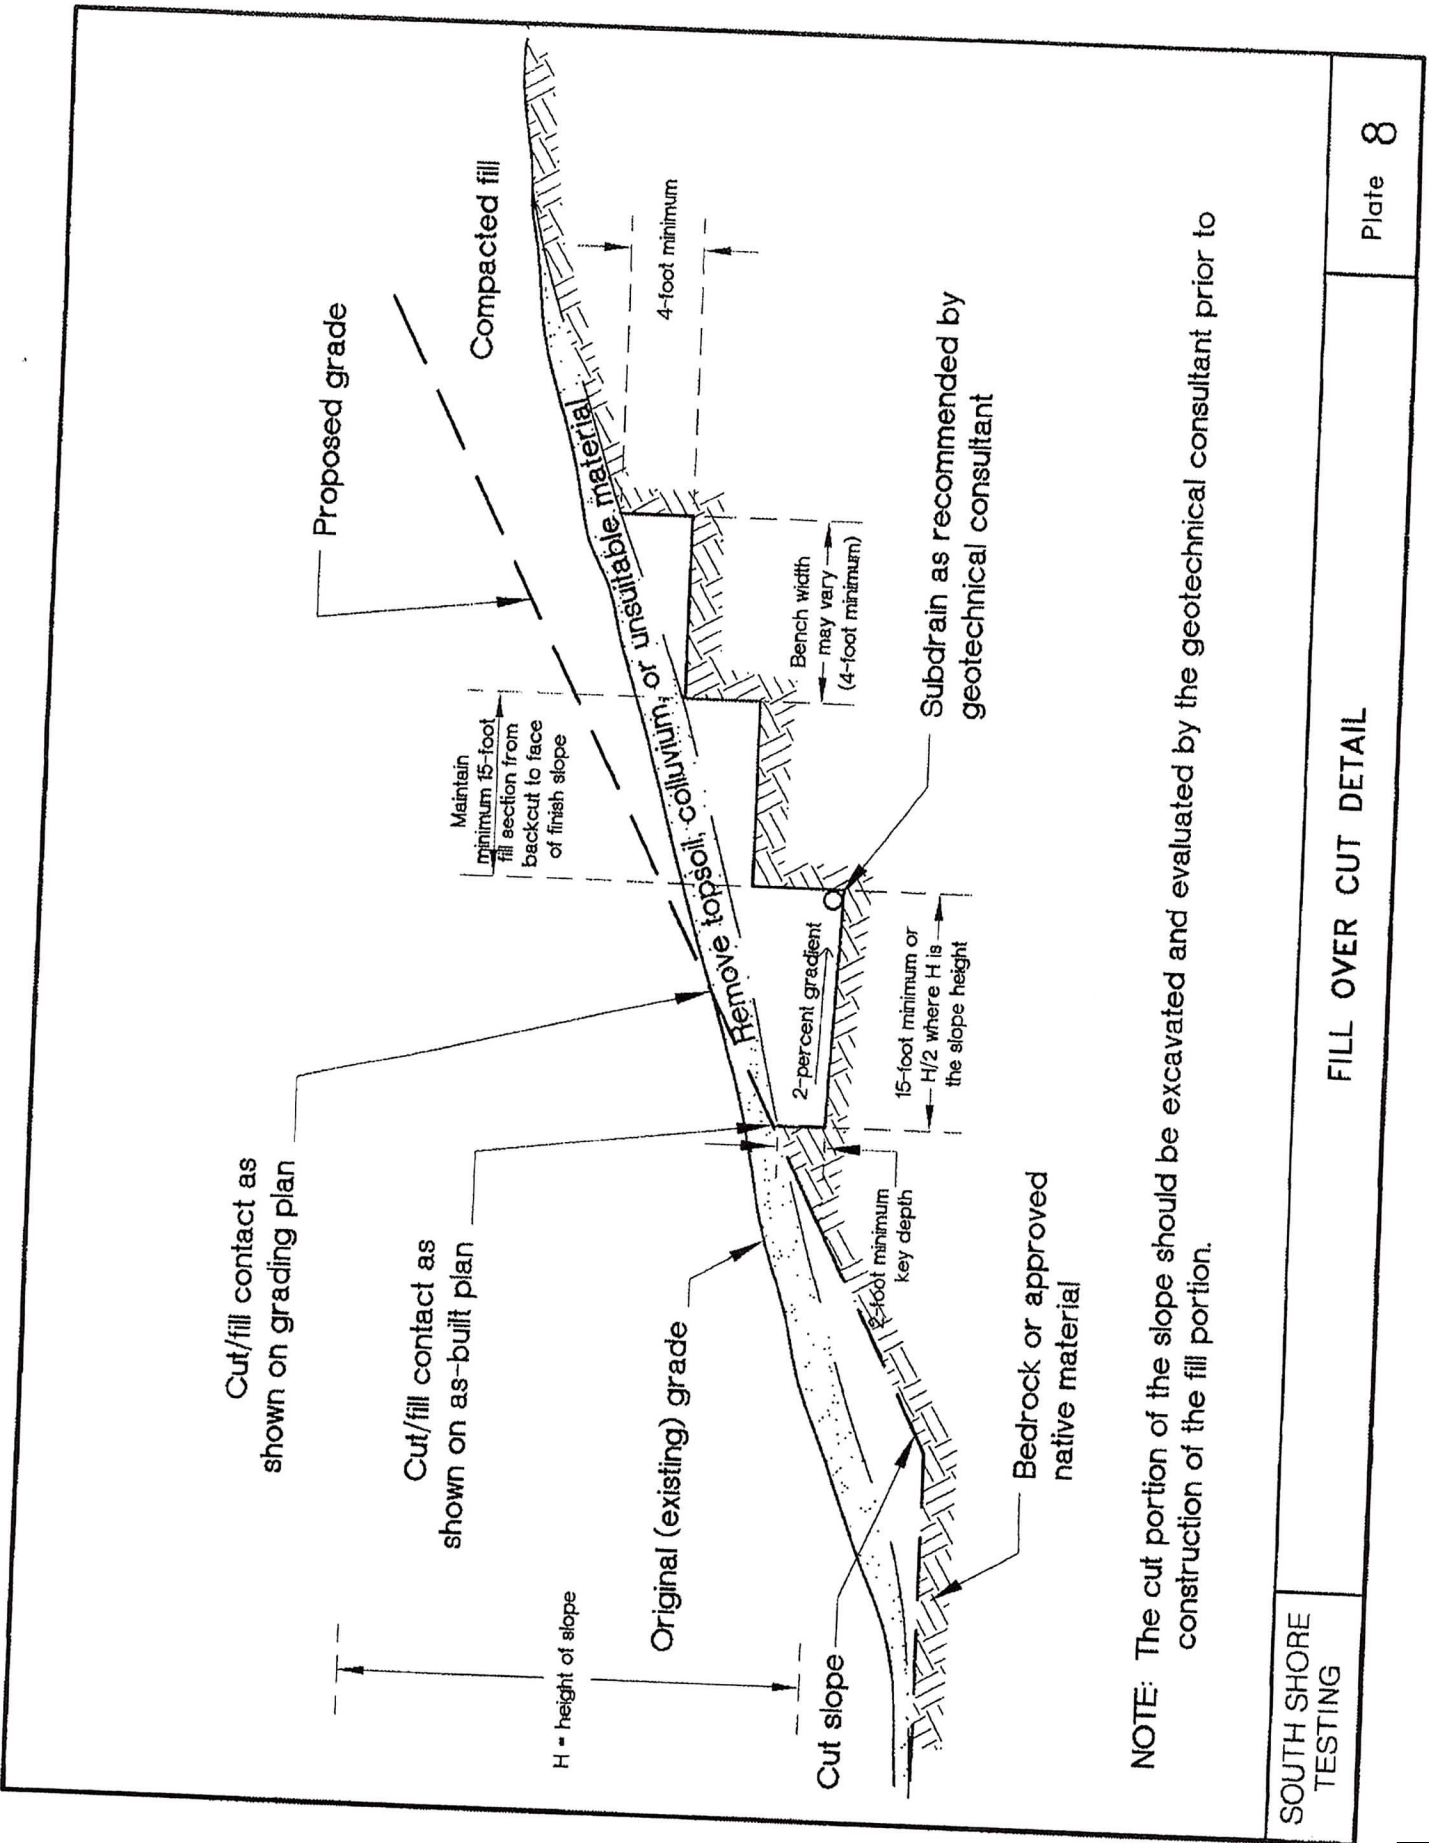 Cut/fill contact as
shown on grading plan
Proposed grade
Maintain
minimum 15-foot
fill section from
backcut to face
of finish slope
Compacted fill
Cut/fill contact as
shown on as-built plan
H = height of slope
Original (existing) grade
Remove topsoil, colluvium, or unsuitable material
4-foot minimum
Bench width
may vary
(4-foot minimum)
2-percent gradient
Cut slope
2-foot minimum
key depth
15-foot minimum or
H/2 where H is
the slope height
Subdrain as recommended by
geotechnical consultant
Bedrock or approved
native material
NOTE: The cut portion of the slope should be excavated and evaluated by the geotechnical consultant prior to
construction of the fill portion.
SOUTH SHORE
TESTING
FILL OVER CUT DETAIL
Plate 8